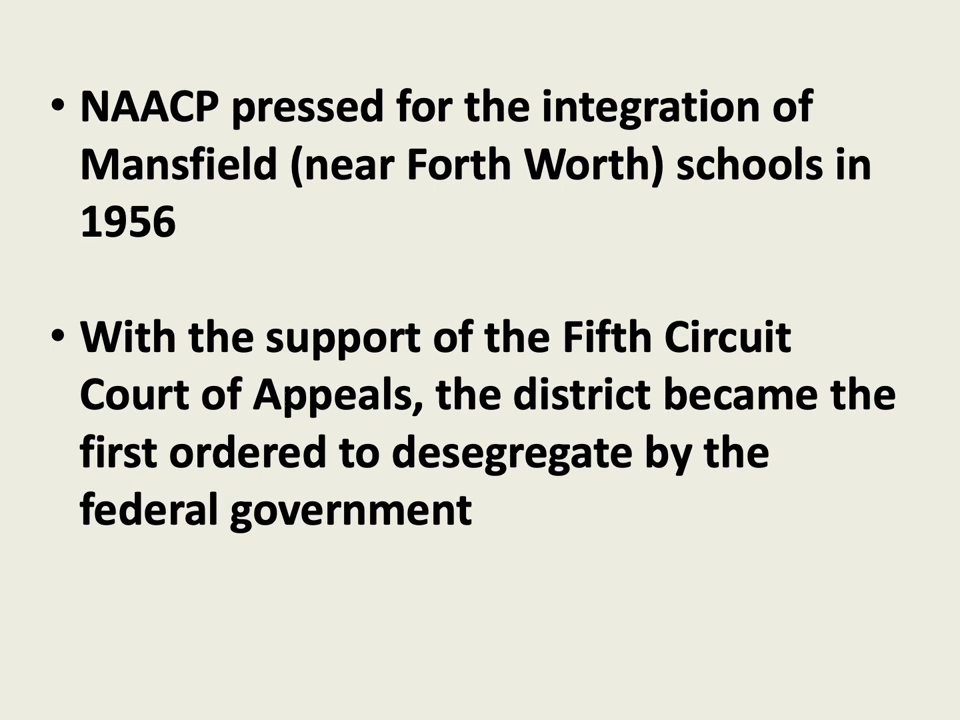 • NAACP pressed for the integration of
Mansfield (near Forth Worth) schools in
1956
• With the support of the Fifth Circuit
Court of Appeals, the district became the
first ordered to desegregate by the
federal government